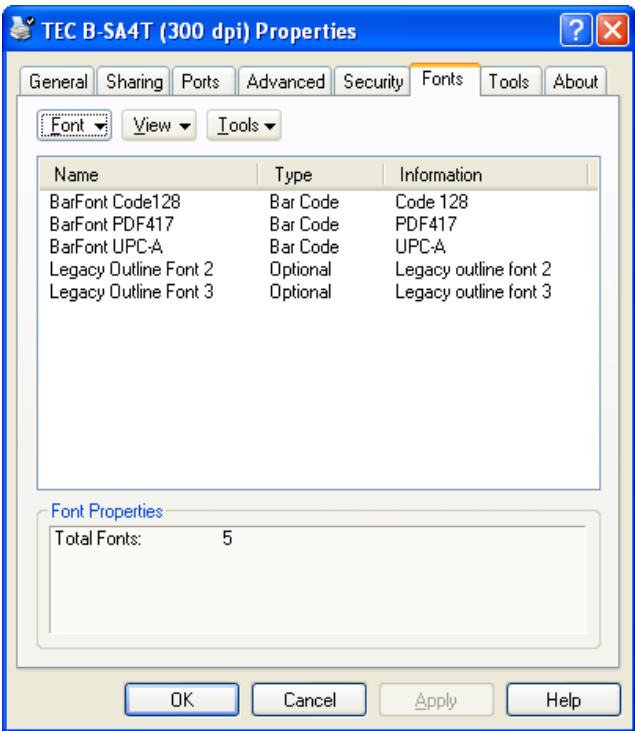 TEC B-SA4T (300 dpi) Properties
General Sharing Ports Advanced Security Fonts Tools About
Font View Tools
Name Type Information
BarFont Code128 Bar Code Code 128
BarFont PDF417 Bar Code PDF417
BarFont UPC-A Bar Code UPC-A
Legacy Outline Font 2 Optional Legacy outline font 2
Legacy Outline Font 3 Optional Legacy outline font 3
Font Properties
Total Fonts: 5
OK Cancel Apply Help